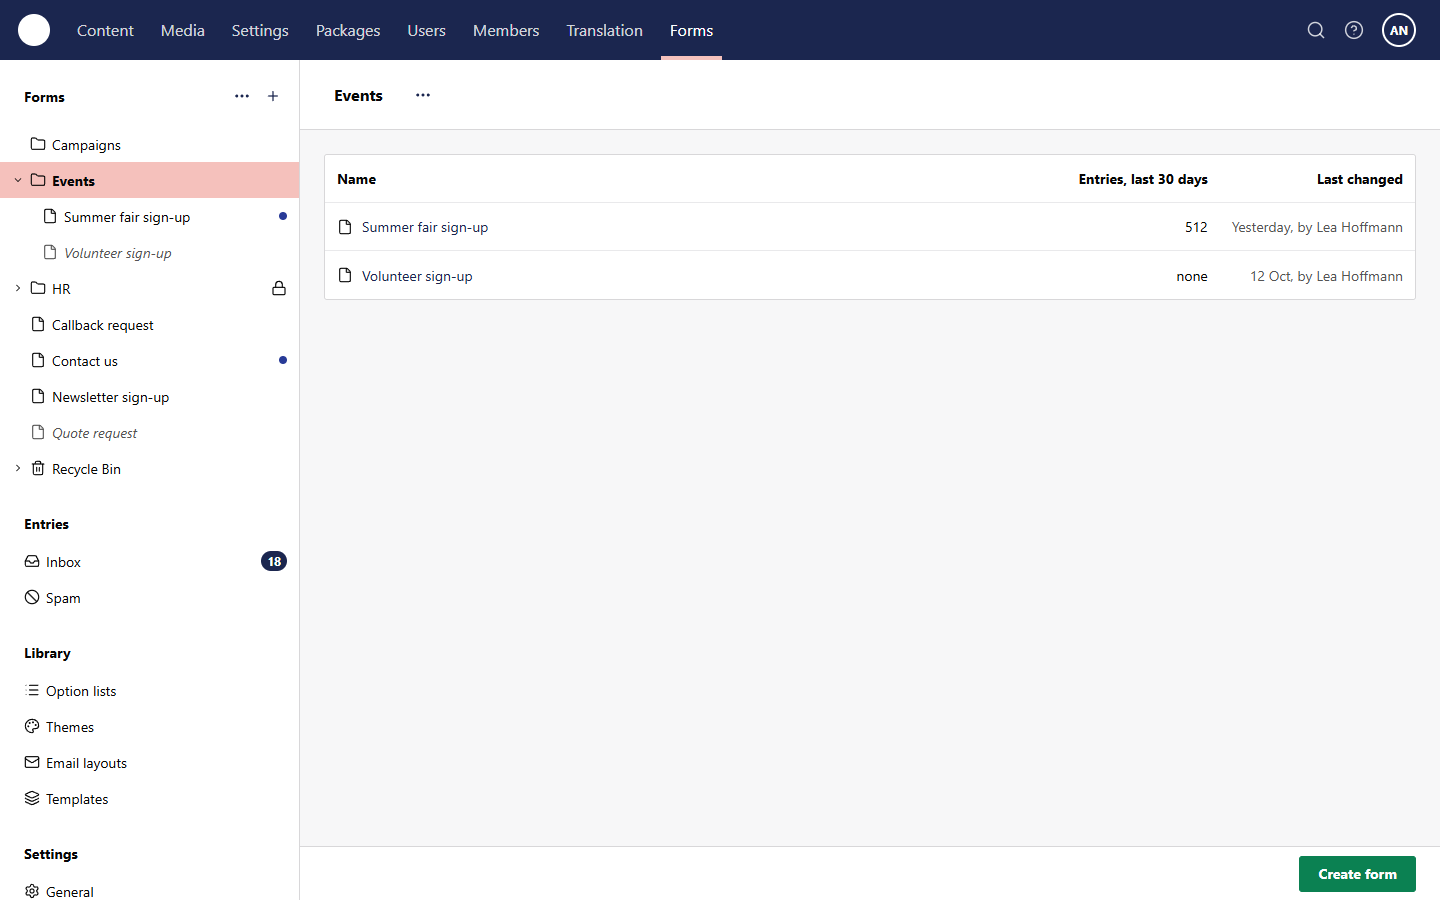 Content Media Settings Packages Users Members Translation Forms AN
Forms
Campaigns
Events
Summer fair sign-up
Volunteer sign-up
HR
Callback request
Contact us
Newsletter sign-up
Quote request
Recycle Bin
Entries
Inbox 18
Spam
Library
Option lists
Themes
Email layouts
Templates
Settings
General
Events
Name Entries, last 30 days Last changed
Summer fair sign-up 512 Yesterday, by Lea Hoffmann
Volunteer sign-up none 12 Oct, by Lea Hoffmann
Create form